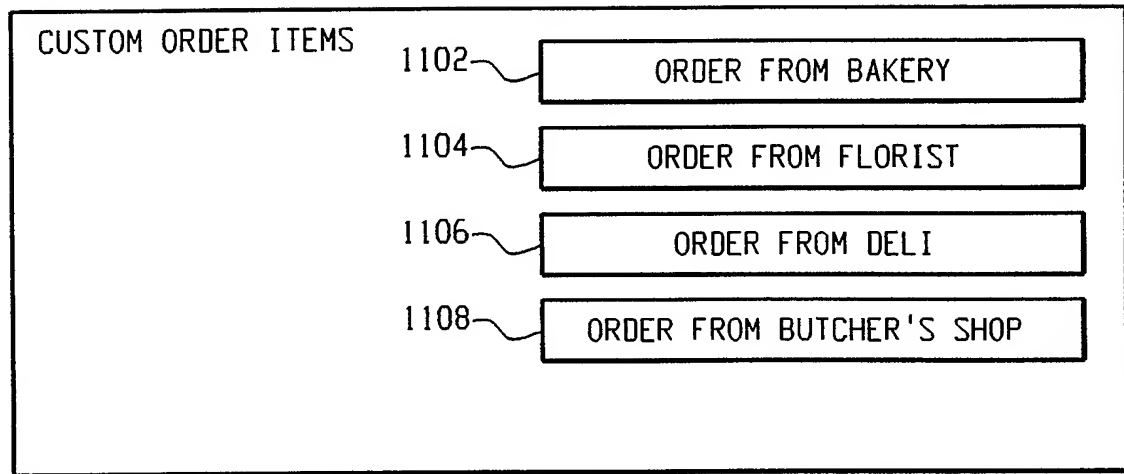 CUSTOM ORDER ITEMS
1102 ORDER FROM BAKERY
1104 ORDER FROM FLORIST
1106 ORDER FROM DELI
1108 ORDER FROM BUTCHER'S SHOP